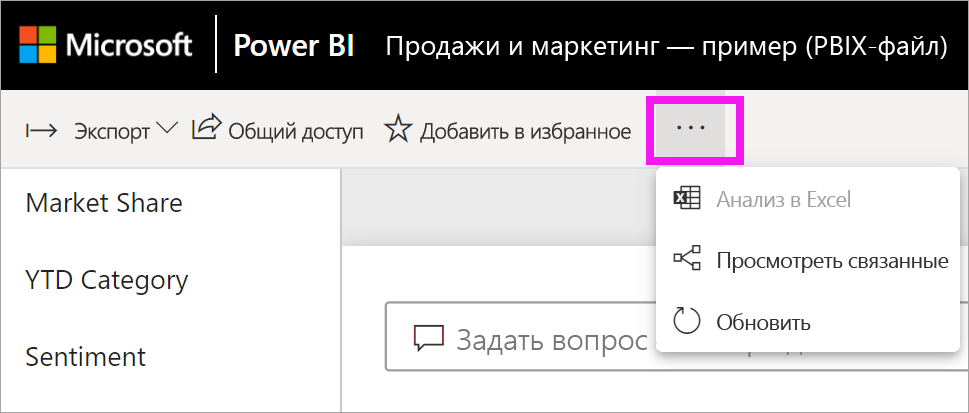 Microsoft Power BI Продажи и маркетинг — пример (PBIX-файл)
Экспорт Общий доступ Добавить в избранное ...
Market Share
YTD Category
Sentiment
Анализ в Excel
Просмотреть связанные
Обновить
Задать вопрос